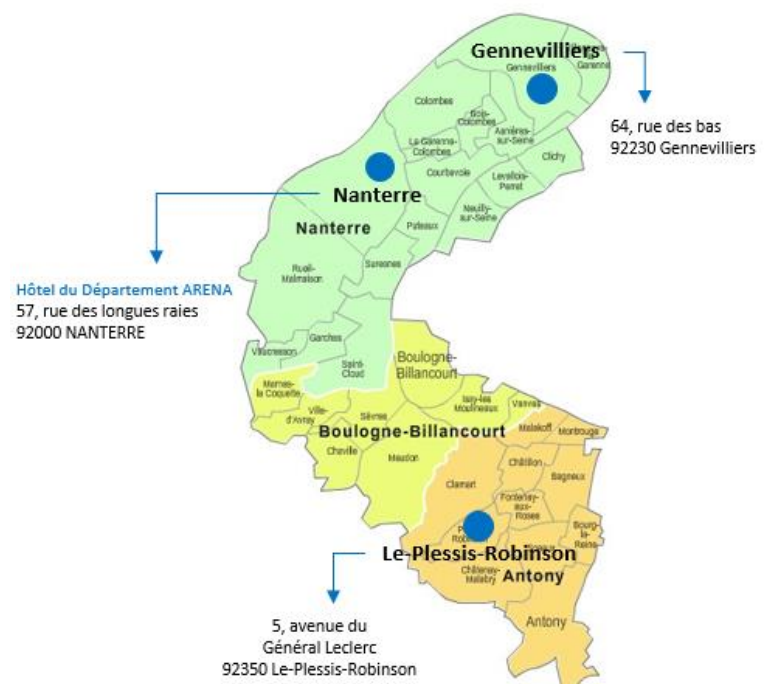 Gennevilliers
Gennevilliers
Garenne
64, rue des bas
92230 Gennevilliers
Colombes
Bois-
Colombes
Asnières-
sur-Seine
La Garenne-
Colombes
Clichy
Courbevoie
Levallois-
Perret
Nanterre
Neuilly-
sur-Seine
Puteaux
Nanterre
Suresnes
Rueil-
Malmaison
Hôtel du Département ARENA
57, rue des longues raies
92000 NANTERRE
Garches
Vaucresson
Saint-
Cloud
Boulogne-
Billancourt
Marnes-
la Coquette
Issy-les
Moulineaux
Vanves
Ville-
d'Avray
Sèvres
Boulogne-Billancourt
Malakoff
Montrouge
Chaville
Meudon
Châtillon
Bagneux
Clamart
Fontenay-
aux-
Roses
Bourg-
la-
Reine
Le-Plessis-Robinson
Châtenay-
Malabry
Antony
Antony
5, avenue du
Général Leclerc
92350 Le-Plessis-Robinson